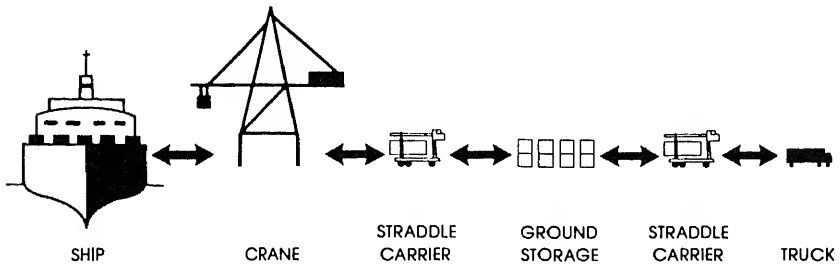 SHIP
CRANE
STRADDLE
CARRIER
GROUND
STORAGE
STRADDLE
CARRIER
TRUCK